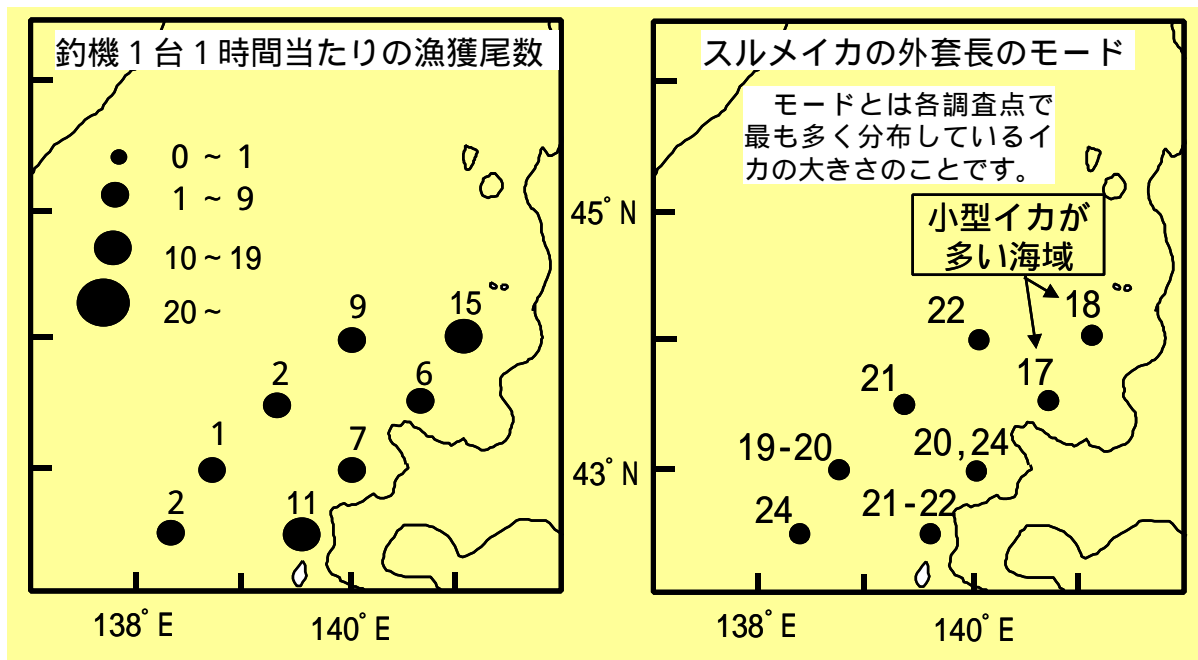 釣機１台１時間当たりの漁獲尾数
0 ~ 1
1 ~ 9
10 ~ 19
20 ~
9
15
2
6
1
7
2
11
138°E
140°E
45°N
43°N
スルメイカの外套長のモード
モードとは各調査点で
最も多く分布しているイ
カの大きさのことです。
小型イカが
多い海域
22
18
21
17
19-20
20,24
24
21-22
138°E
140°E